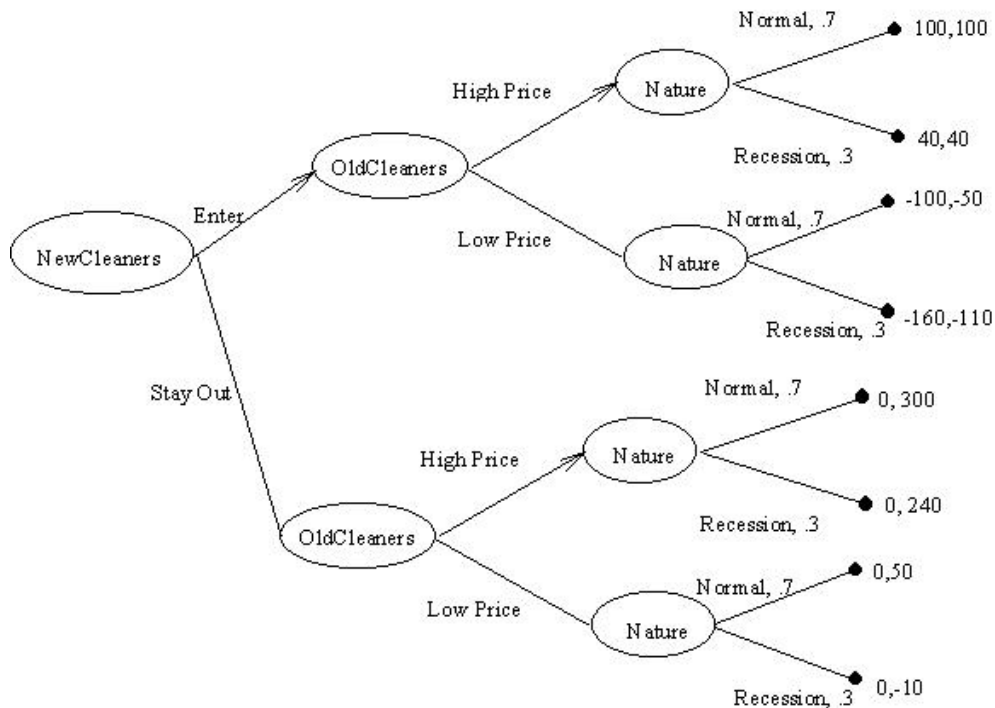 Normal, .7
100,100
High Price
Nature
Recession, .3
40,40
OldCleaners
Enter
Normal, .7
-100,-50
Low Price
Nature
NewCleaners
Recession, .3
-160,-110
Stay Out
Normal, .7
0,300
High Price
Nature
Recession, .3
0,240
OldCleaners
Normal, .7
0,50
Low Price
Nature
Recession, .3
0,-10